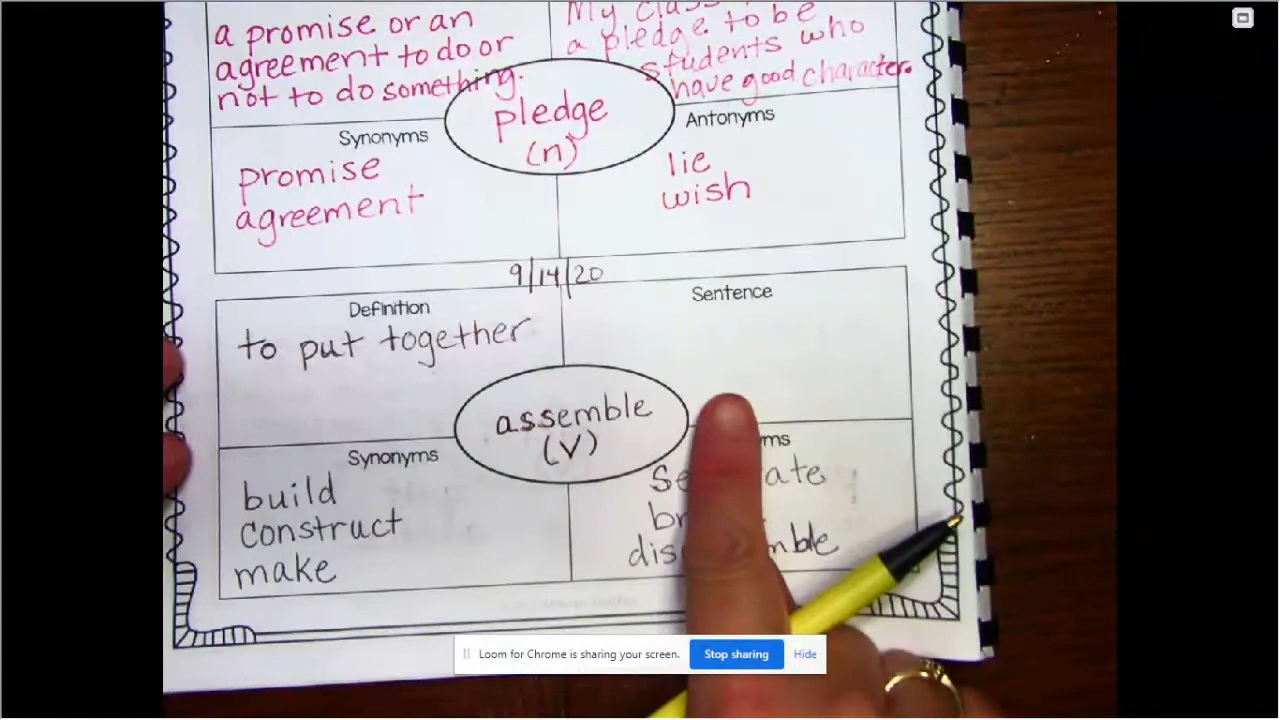 a promise or an
agreement to do or
not to do something.
My class
a pledge to be
students who
have good character.
pledge
(n)
Synonyms
promise
agreement
Antonyms
lie
wish
9/14/20
Definition
to put together
Sentence
assemble
(v)
Synonyms
build
construct
make
Loom for Chrome is sharing your screen.
Stop sharing
Hide